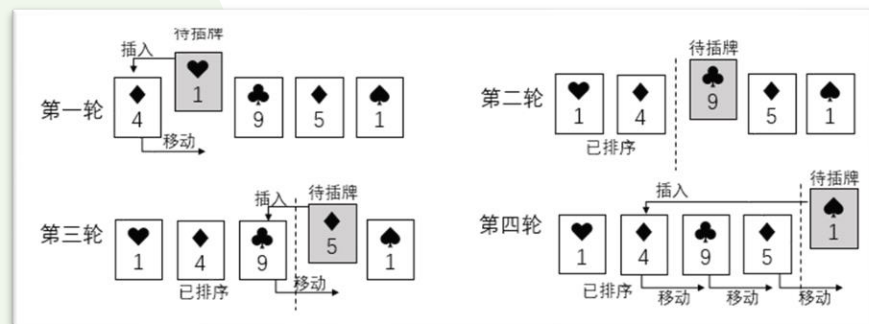 待插牌
插入
第一轮
4 1 9 5 1
移动
待插牌
第二轮
1 4 9 5 1
已排序
待插牌
插入
第三轮
1 4 9 5 1
已排序
移动
待插牌
插入
第四轮
1 4 9 5 1
已排序
移动 移动 移动